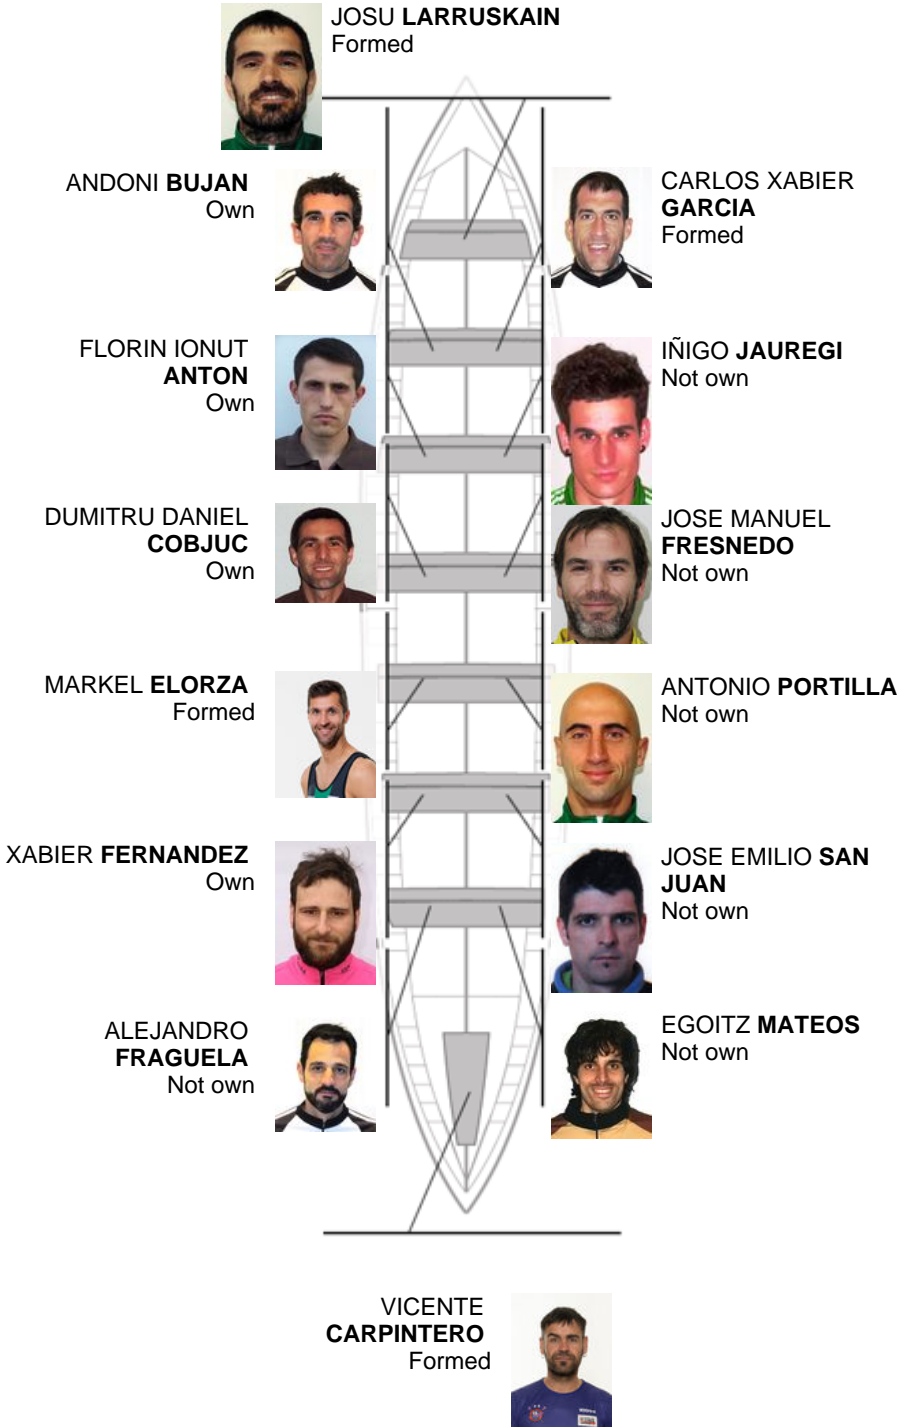 JOSU LARRUSKAIN
Formed
ANDONI BUJAN
Own
CARLOS XABIER
GARCIA
Formed
FLORIN IONUT
ANTON
Own
IÑIGO JAUREGI
Not own
DUMITRU DANIEL
COBJUC
Own
JOSE MANUEL
FRESNEDO
Not own
MARKEL ELORZA
Formed
ANTONIO PORTILLA
Not own
XABIER FERNANDEZ
Own
JOSE EMILIO SAN
JUAN
Not own
ALEJANDRO
FRAGUELA
Not own
EGOITZ MATEOS
Not own
VICENTE
CARPINTERO
Formed